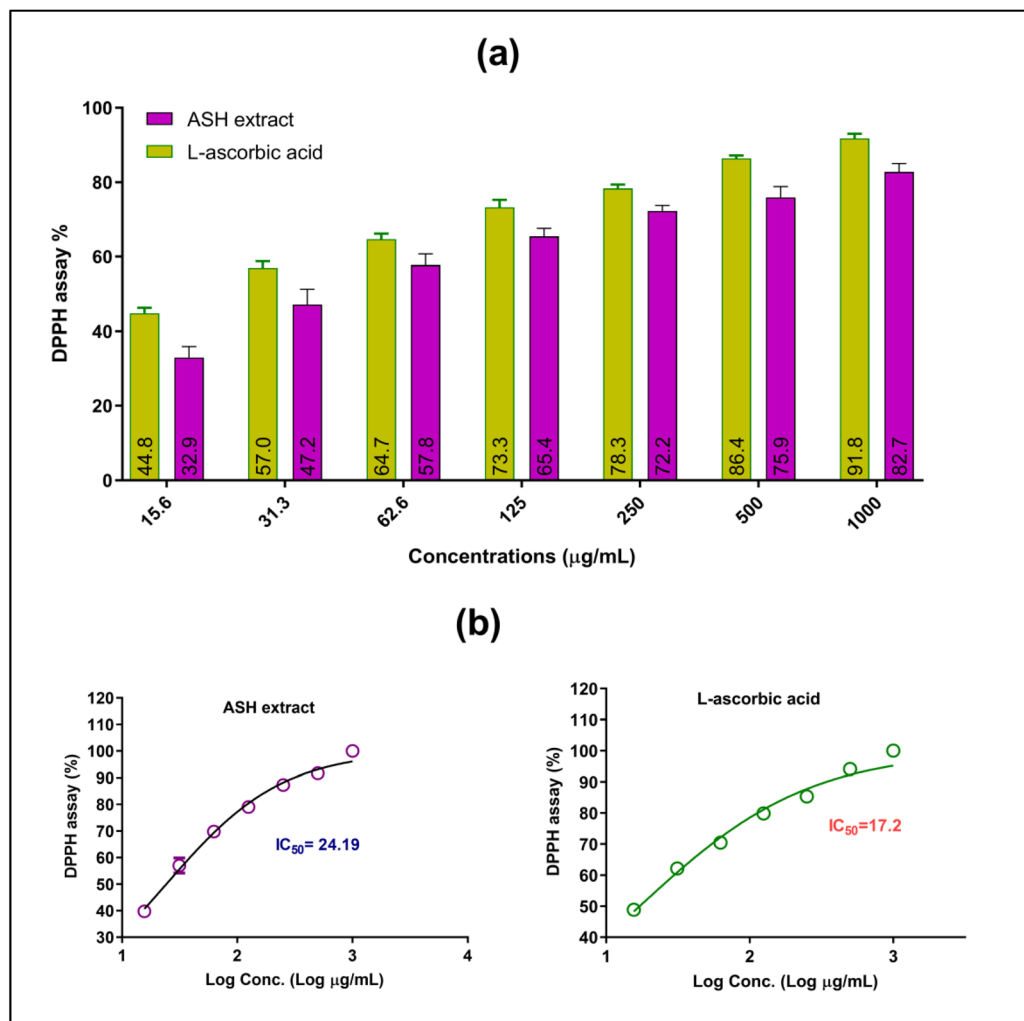 (a)
ASH extract
L-ascorbic acid
DPPH assay %
100
80
60
40
20
0
44.8 32.9 57.0 47.2 64.7 57.8 73.3 65.4 78.3 72.2 86.4 75.9 91.8 82.7
15.6 31.3 62.6 125 250 500 1000
Concentrations (μg/mL)
(b)
ASH extract
DPPH assay (%)
120
110
100
90
80
70
60
50
40
30
IC₅₀= 24.19
1 2 3 4
Log Conc. (Log μg/mL)
L-ascorbic acid
DPPH assay (%)
120
110
100
90
80
70
60
50
40
IC₅₀=17.2
1 2 3
Log Conc. (Log μg/mL)